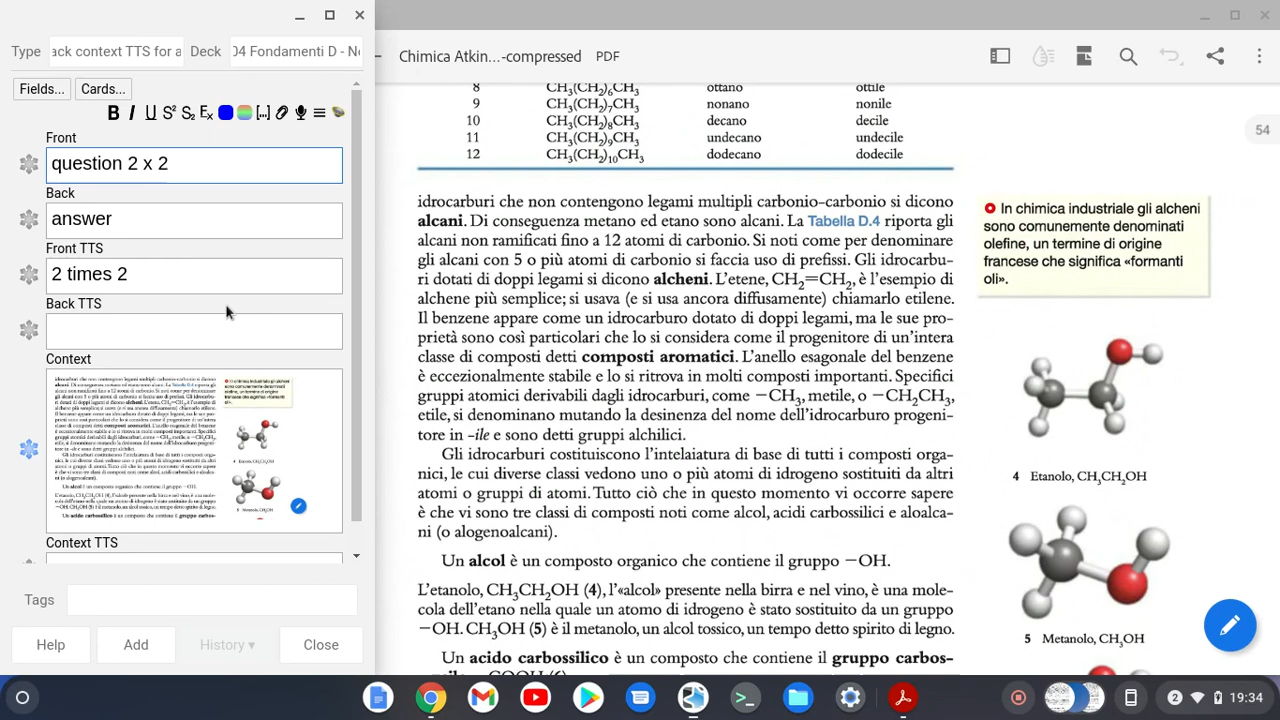 Type ack context TTS for a Deck 04 Fondamenti D - No
Fields... Cards...
Front
question 2 x 2
Back
answer
Front TTS
2 times 2
Back TTS
Context
Context TTS
Tags
Help Add History ▾ Close
Chimica Atkin...-compressed PDF
54
8 CH₃(CH₂)₆CH₃ ottano ottile
9 CH₃(CH₂)₇CH₃ nonano nonile
10 CH₃(CH₂)₈CH₃ decano decile
11 CH₃(CH₂)₉CH₃ undecano undecile
12 CH₃(CH₂)₁₀CH₃ dodecano dodecile
idrocarburi che non contengono legami multipli carbonio-carbonio si dicono
alcani. Di conseguenza metano ed etano sono alcani. La Tabella D.4 riporta gli
alcani non ramificati fino a 12 atomi di carbonio. Si noti come per denominare
gli alcani con 5 o più atomi di carbonio si faccia uso di prefissi. Gli idrocarbu-
ri dotati di doppi legami si dicono alcheni. L'etene, CH₂=CH₂, è l'esempio di
alchene più semplice; si usava (e si usa ancora diffusamente) chiamarlo etilene.
Il benzene appare come un idrocarburo dotato di doppi legami, ma le sue pro-
prietà sono così particolari che lo si considera come il progenitore di un'intera
classe di composti detti composti aromatici. L'anello esagonale del benzene
è eccezionalmente stabile e lo si ritrova in molti composti importanti. Specifici
gruppi atomici derivabili dagli idrocarburi, come −CH₃, metile, o −CH₂CH₃,
etile, si denominano mutando la desinenza del nome dell'idrocarburo progeni-
tore in -ile e sono detti gruppi alchilici.
Gli idrocarburi costituiscono l'intelaiatura di base di tutti i composti orga-
nici, le cui diverse classi vedono uno o più atomi di idrogeno sostituiti da altri
atomi o gruppi di atomi. Tutto ciò che in questo momento vi occorre sapere
è che vi sono tre classi di composti noti come alcol, acidi carbossilici e aloalca-
ni (o alogenoalcani).
Un alcol è un composto organico che contiene il gruppo −OH.
L'etanolo, CH₃CH₂OH (4), l'«alcol» presente nella birra e nel vino, è una mole-
cola dell'etano nella quale un atomo di idrogeno è stato sostituito da un gruppo
−OH. CH₃OH (5) è il metanolo, un alcol tossico, un tempo detto spirito di legno.
Un acido carbossilico è un composto che contiene il gruppo carbos-
In chimica industriale gli alcheni
sono comunemente denominati
olefine, un termine di origine
francese che significa «formanti
oli».
4 Etanolo, CH₃CH₂OH
5 Metanolo, CH₃OH
2 19:34